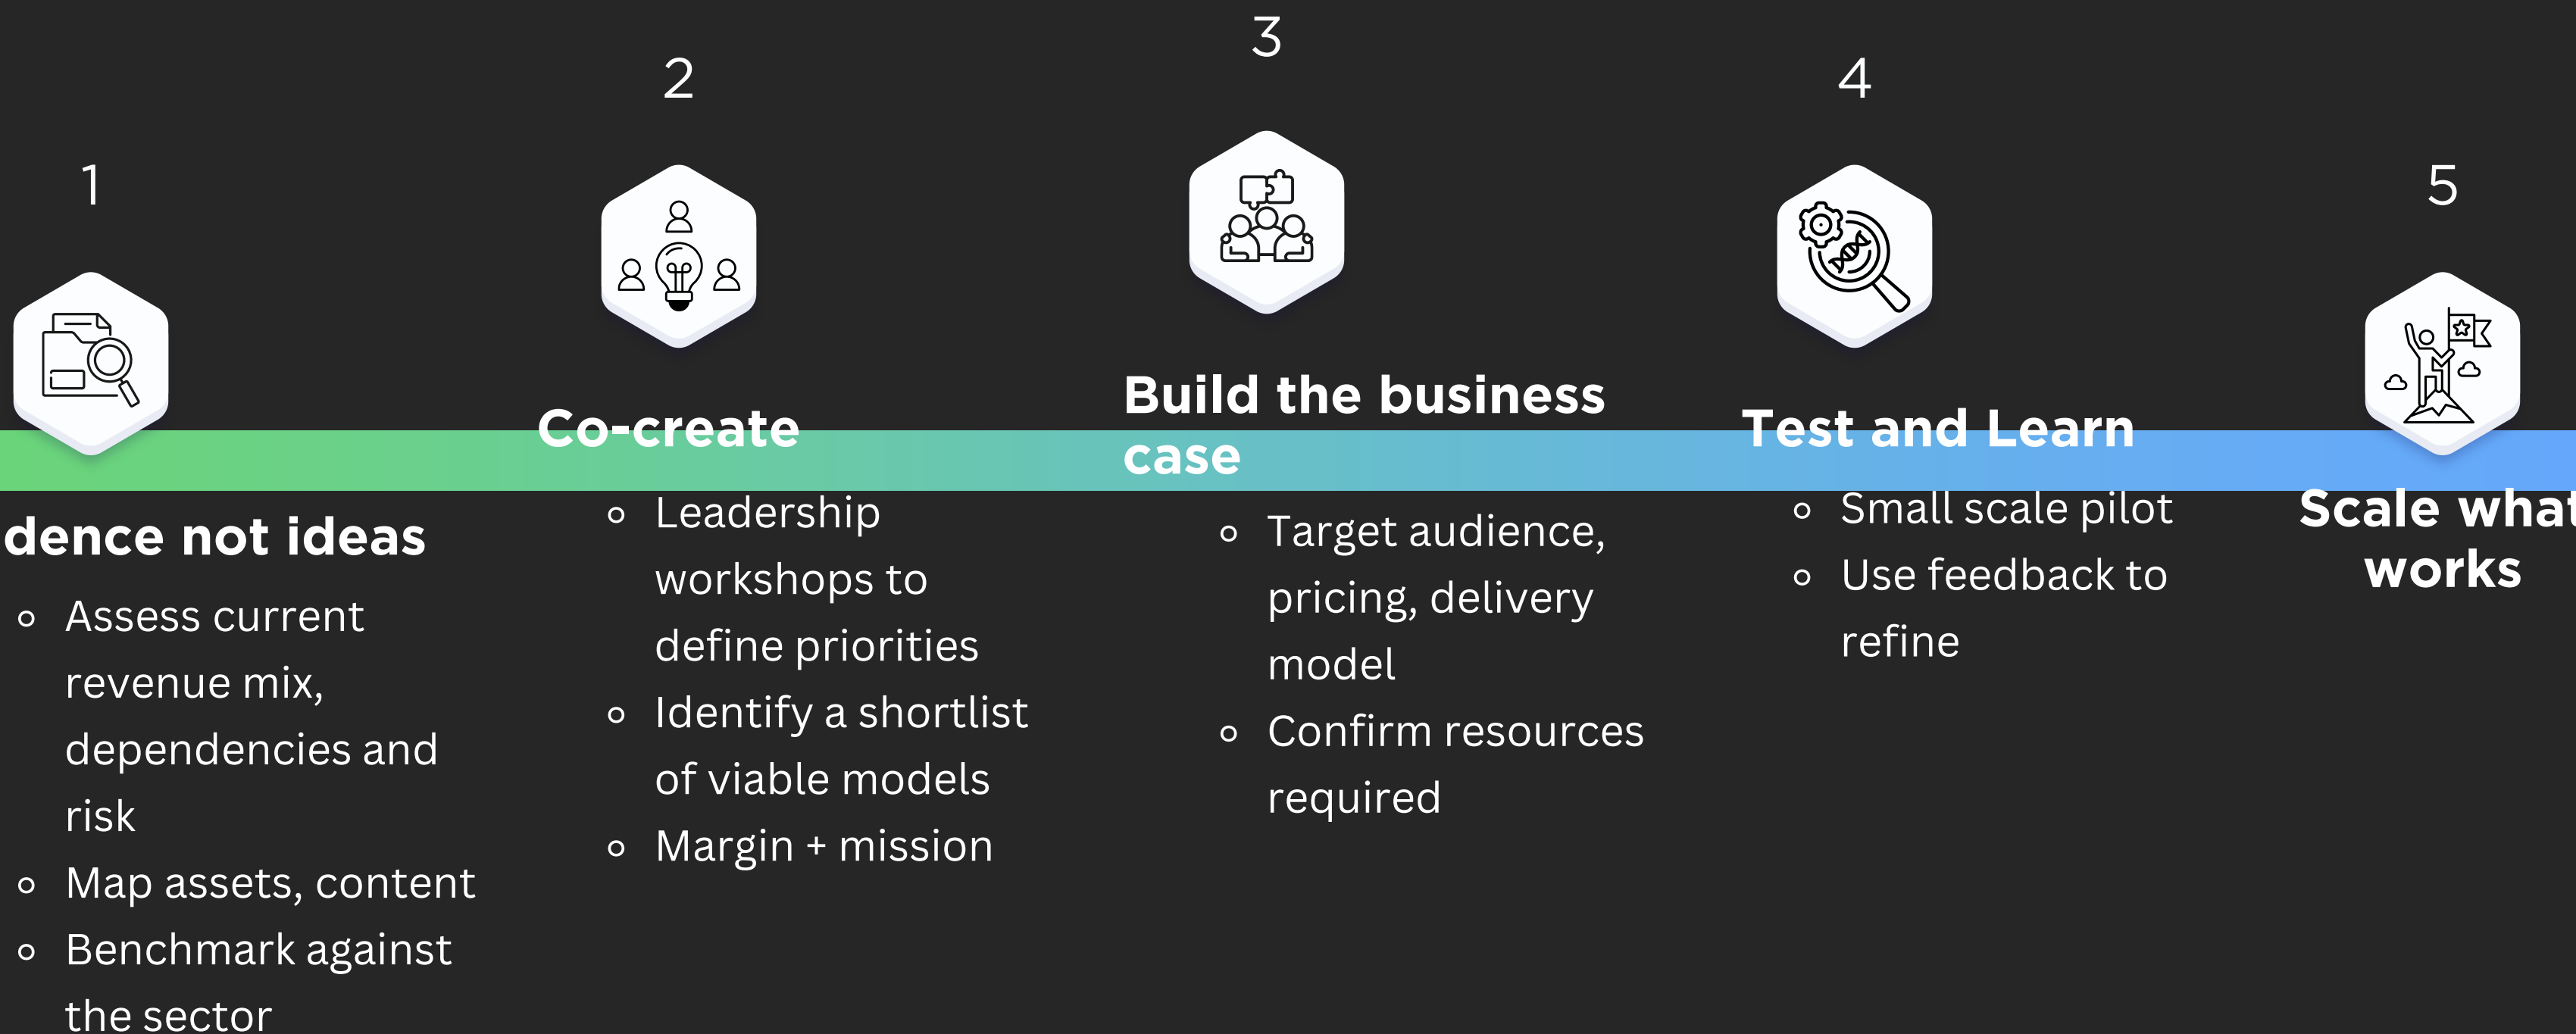 1
dence not ideas
Assess current
revenue mix,
dependencies and
risk
Map assets, content
Benchmark against
the sector
2
Co-create
Leadership
workshops to
define priorities
Identify a shortlist
of viable models
Margin + mission
3
Build the business
case
Target audience,
pricing, delivery
model
Confirm resources
required
4
Test and Learn
Small scale pilot
Use feedback to
refine
5
Scale what
works